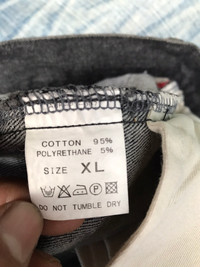 COTTON 95%
POLYRETHANE 5%
SIZE XL
DO NOT TUMBLE DRY